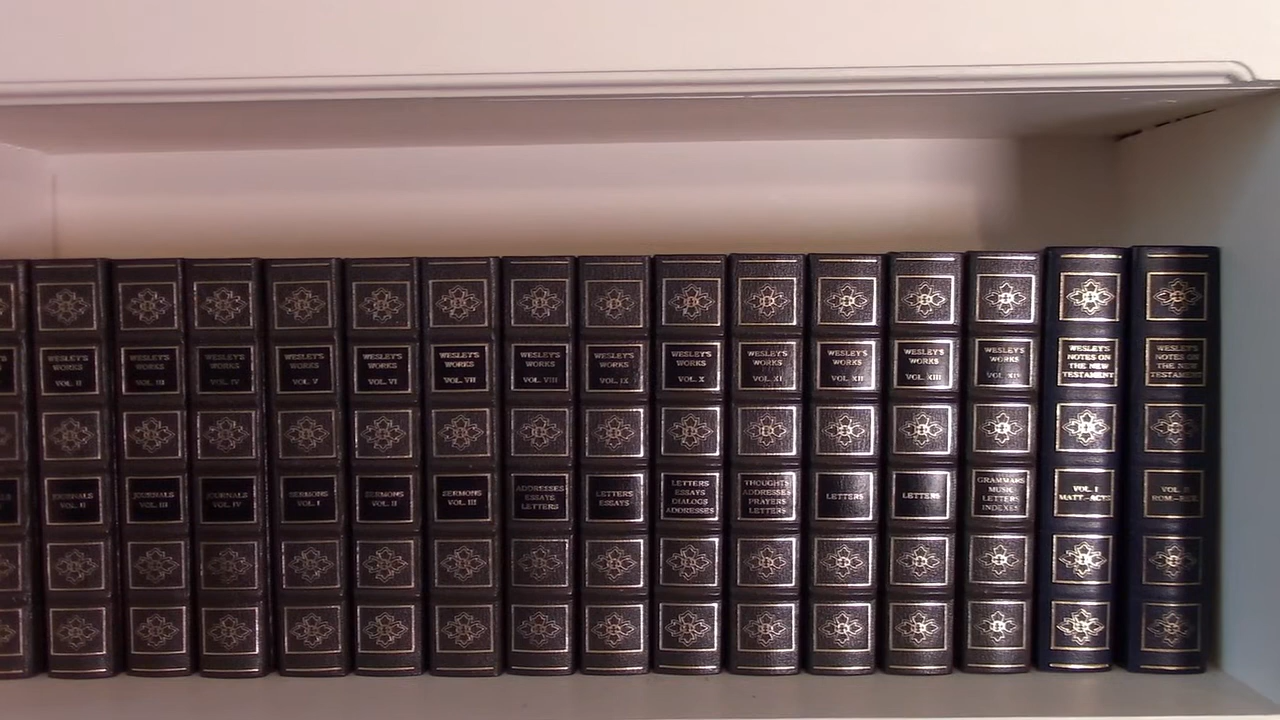 WESLEY'S
WORKS
VOL. II
JOURNALS
VOL. II
WESLEY'S
WORKS
VOL. III
JOURNALS
VOL. III
WESLEY'S
WORKS
VOL. IV
JOURNALS
VOL. IV
WESLEY'S
WORKS
VOL. V
SERMONS
VOL. I
WESLEY'S
WORKS
VOL. VI
SERMONS
VOL. II
WESLEY'S
WORKS
VOL. VII
SERMONS
VOL. III
WESLEY'S
WORKS
VOL. VIII
ADDRESSES
ESSAYS
LETTERS
WESLEY'S
WORKS
VOL. IX
LETTERS
ESSAYS
WESLEY'S
WORKS
VOL. X
LETTERS
ESSAYS
DIALOGS
ADDRESSES
WESLEY'S
WORKS
VOL. XI
THOUGHTS
ADDRESSES
PRAYERS
LETTERS
WESLEY'S
WORKS
VOL. XII
LETTERS
WESLEY'S
WORKS
VOL. XIII
LETTERS
WESLEY'S
WORKS
VOL. XIV
GRAMMARS
MUSIC
LETTERS
INDEXES
WESLEY'S
NOTES ON
THE NEW
TESTAMENT
VOL. I
MATT.-ACTS
WESLEY'S
NOTES ON
THE NEW
TESTAMENT
VOL. II
ROM.-REV.